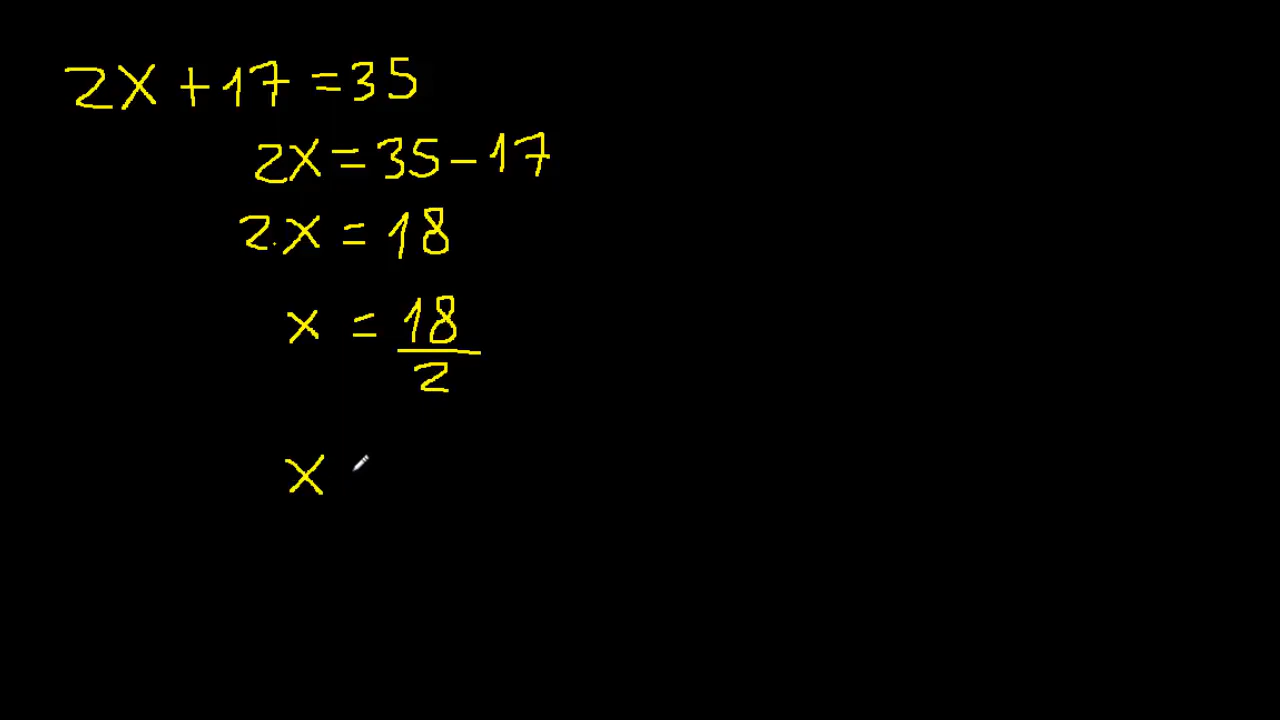 2x + 17 = 35
2x = 35 - 17
2.x = 18
x = 18/2
x